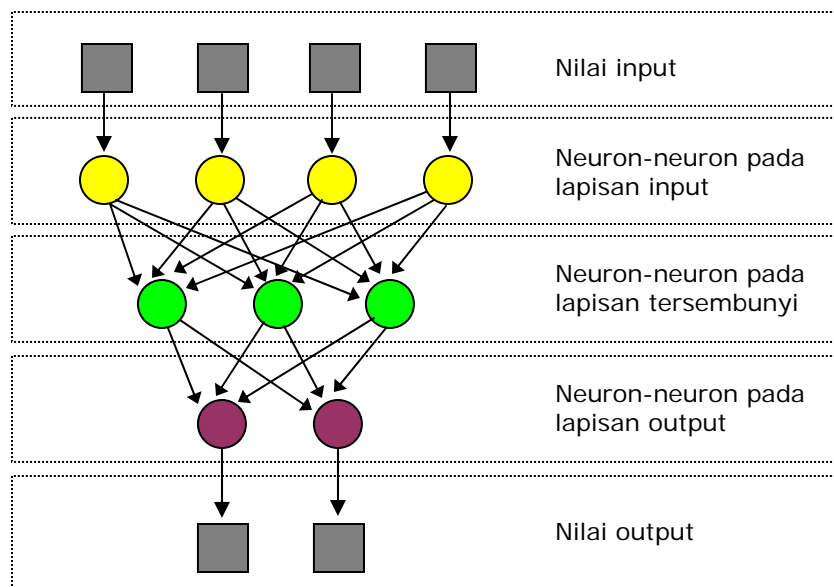 Nilai input
Neuron-neuron pada
lapisan input
Neuron-neuron pada
lapisan tersembunyi
Neuron-neuron pada
lapisan output
Nilai output